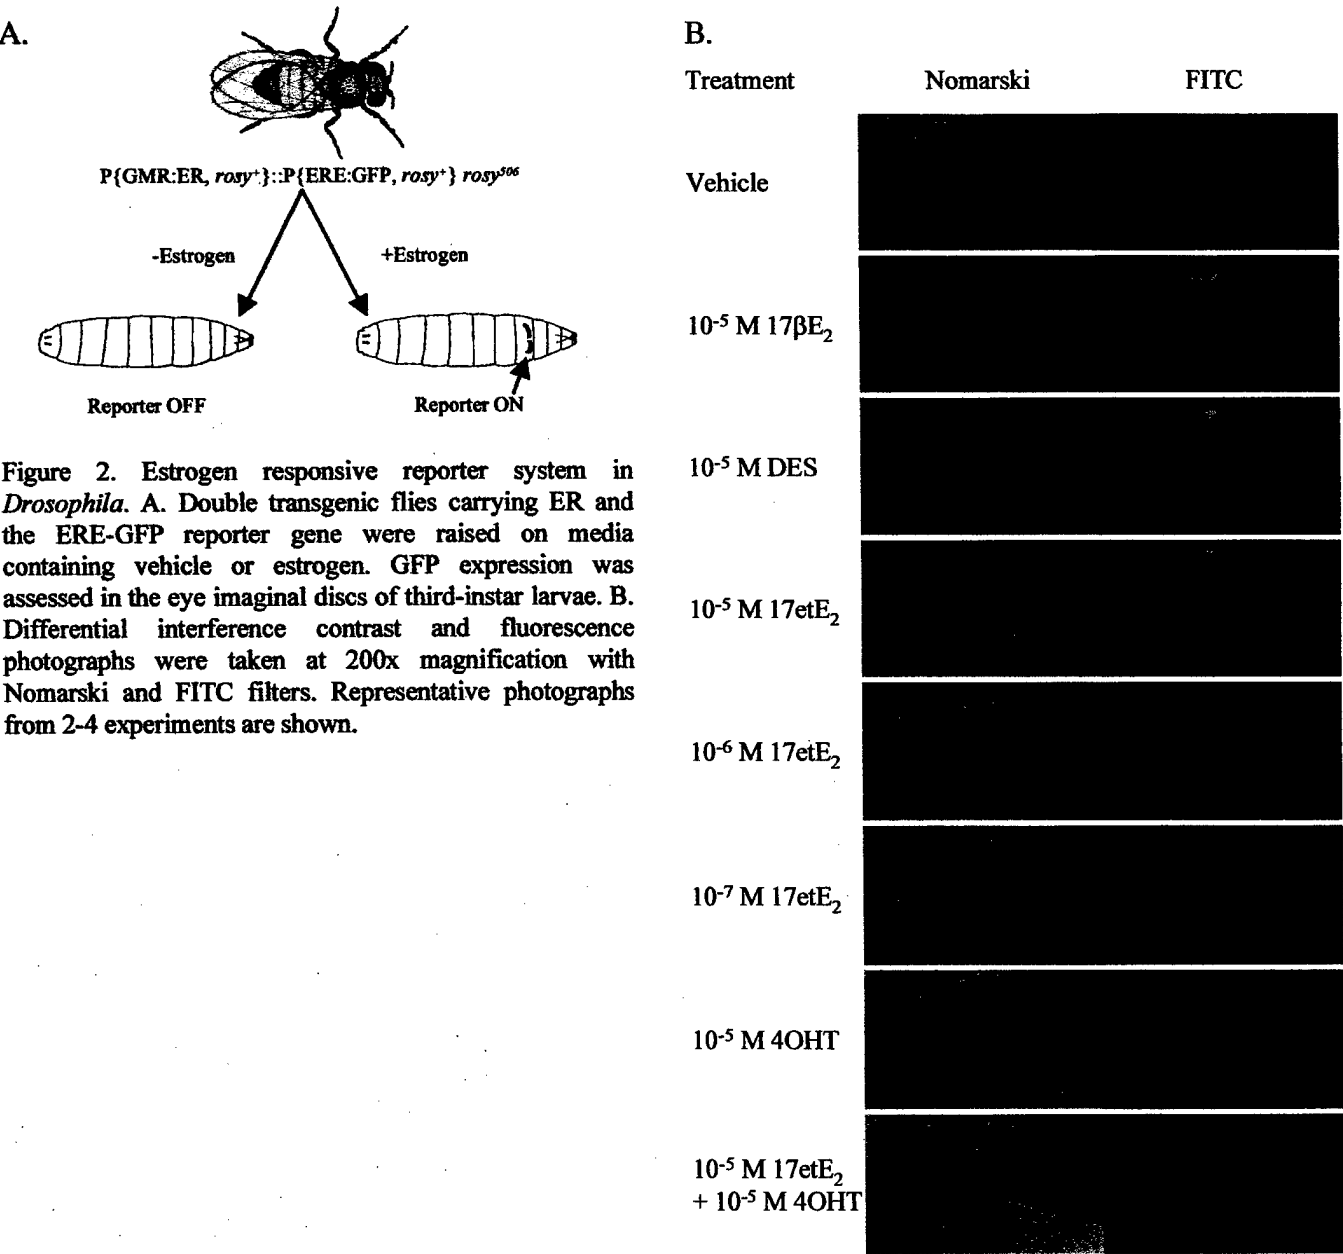 A.
P{GMR:ER, rosy+}::P{ERE:GFP, rosy+} rosy506
-Estrogen
+Estrogen
Reporter OFF
Reporter ON
Figure 2. Estrogen responsive reporter system in
Drosophila. A. Double transgenic flies carrying ER and
the ERE-GFP reporter gene were raised on media
containing vehicle or estrogen. GFP expression was
assessed in the eye imaginal discs of third-instar larvae. B.
Differential interference contrast and fluorescence
photographs were taken at 200x magnification with
Nomarski and FITC filters. Representative photographs
from 2-4 experiments are shown.
B.
Treatment Nomarski FITC
Vehicle
10-5 M 17βE2
10-5 M DES
10-5 M 17etE2
10-6 M 17etE2
10-7 M 17etE2
10-5 M 4OHT
10-5 M 17etE2
+ 10-5 M 4OHT